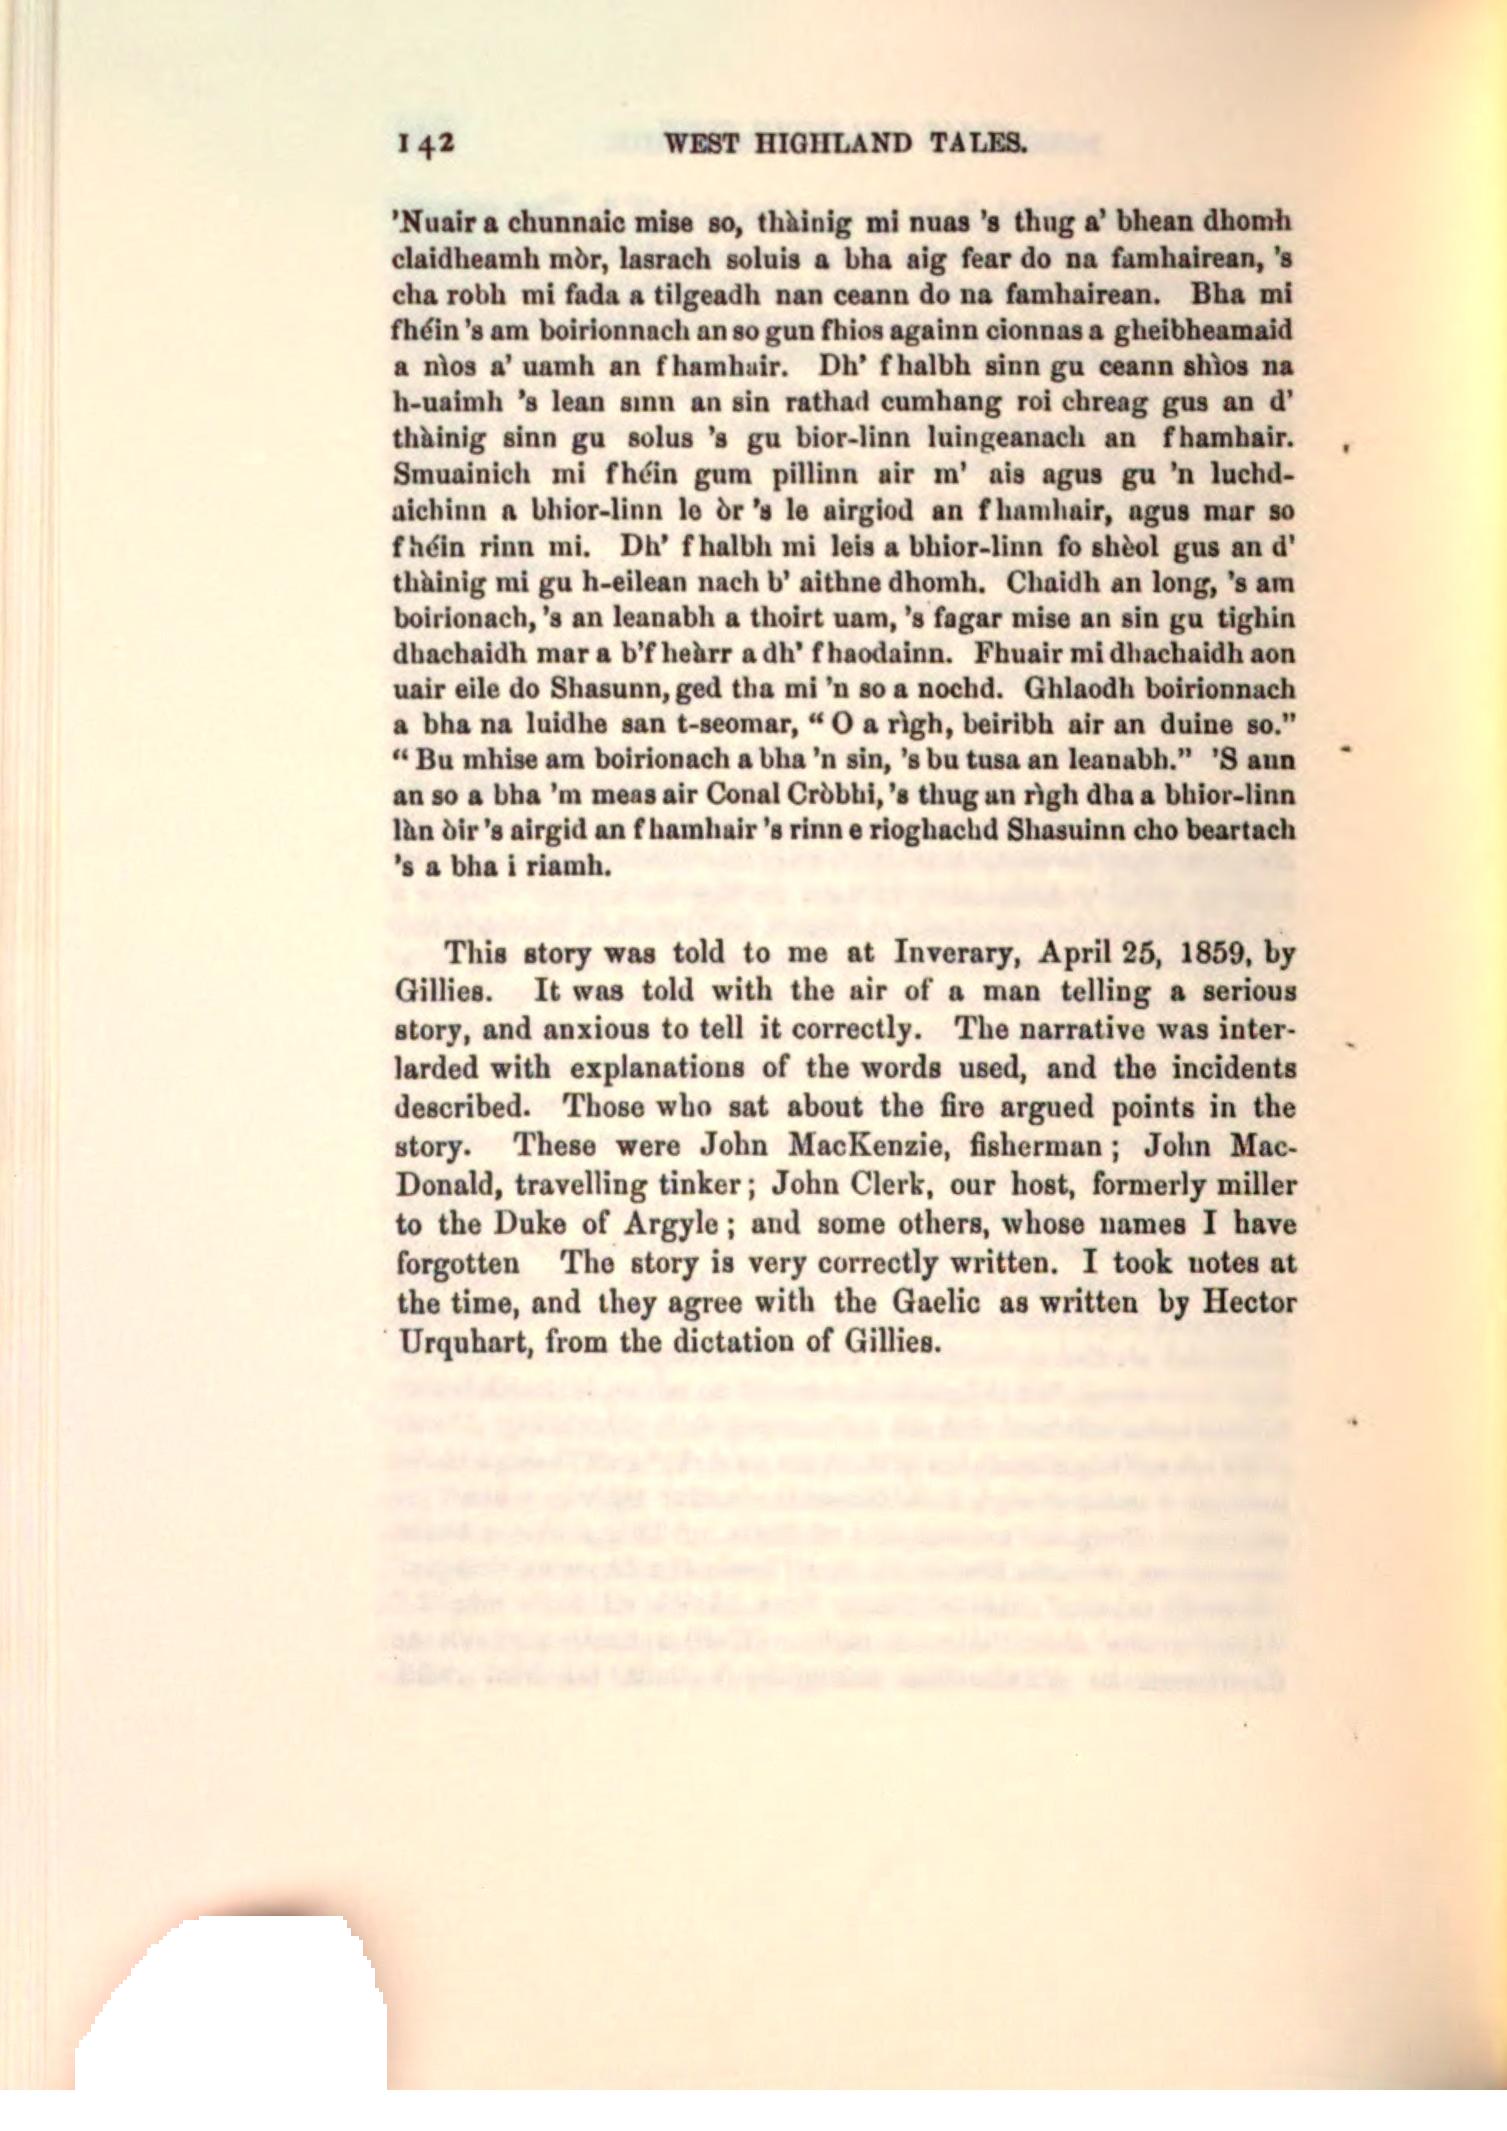 142 WEST HIGHLAND TALES.
'Nuair a chunnaic mise so, thàinig mi nuas 's thug a' bhean dhomh
claidheamh mòr, lasrach soluis a bha aig fear do na famhairean, 's
cha robh mi fada a tilgeadh nan ceann do na famhairean. Bha mi
fhéin 's am boirionnach an so gun fhios againn cionnas a gheibheamaid
a nìos a' uamh an fhamhair. Dh' fhalbh sinn gu ceann shìos na
h-uaimh 's lean sinn an sin rathad cumhang roi chreag gus an d'
thàinig sinn gu solus 's gu bior-linn luingeanach an fhamhair.
Smuainich mi fhéin gum pillinn air m' ais agus gu 'n luchd-
aichinn a bhior-linn le òr 's le airgiod an fhamhair, agus mar so
fhéin rinn mi. Dh' fhalbh mi leis a bhior-linn fo shèol gus an d'
thàinig mi gu h-eilean nach b' aithne dhomh. Chaidh an long, 's am
boirionach, 's an leanabh a thoirt uam, 's fagar mise an sin gu tighin
dhachaidh mar a b'fheàrr a dh' fhaodainn. Fhuair mi dhachaidh aon
uair eile do Shasunn, ged tha mi 'n so a nochd. Ghlaodh boirionnach
a bha na luidhe san t-seomar, “ O a rìgh, beiribh air an duine so.”
“ Bu mhise am boirionach a bha 'n sin, 's bu tusa an leanabh.” 'S ann
an so a bha 'm meas air Conal Cròbhi, 's thug an rìgh dha a bhior-linn
làn òir 's airgid an fhamhair 's rinn e rioghachd Shasuinn cho beartach
's a bha i riamh.
This story was told to me at Inverary, April 25, 1859, by
Gillies. It was told with the air of a man telling a serious
story, and anxious to tell it correctly. The narrative was inter-
larded with explanations of the words used, and the incidents
described. Those who sat about the fire argued points in the
story. These were John MacKenzie, fisherman ; John Mac-
Donald, travelling tinker ; John Clerk, our host, formerly miller
to the Duke of Argyle ; and some others, whose names I have
forgotten The story is very correctly written. I took notes at
the time, and they agree with the Gaelic as written by Hector
Urquhart, from the dictation of Gillies.